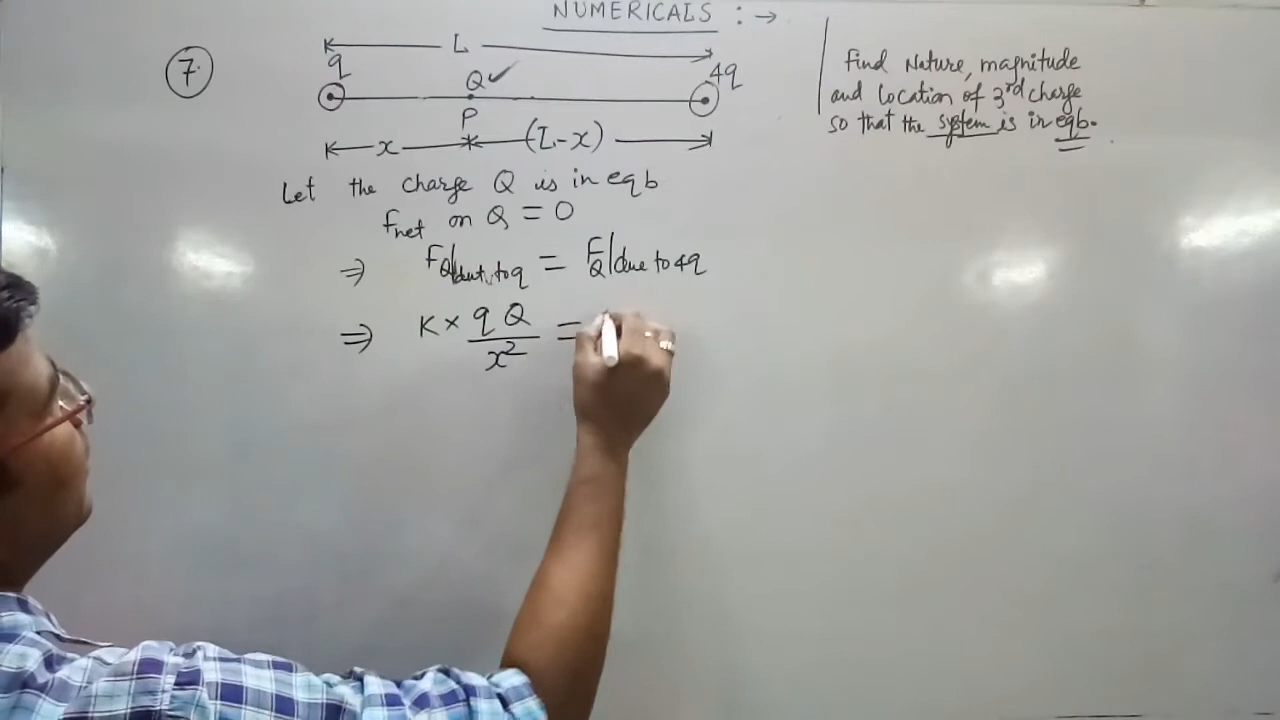 NUMERICALS : →
7.
L
q
Q ✓
4q
P
x
(L-x)
find Nature, magnitude
and location of 3rd charge
so that the system is in eqb.
Let the charge Q is in eqb
Fnet on Q = 0
⇒ FQ|due to q = FQ|due to 4q
⇒ K × qQ/x² =